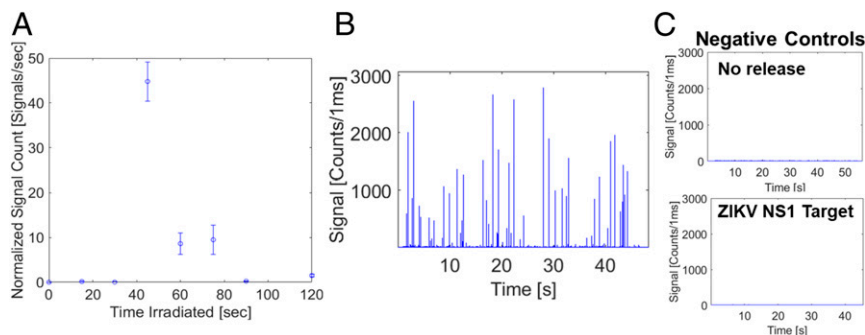 A
Normalized Signal Count [Signals/sec]
50
40
30
20
10
0
0 20 40 60 80 100 120
Time Irradiated [sec]
B
Signal [Counts/1ms]
3000
2000
1000
10 20 30 40
Time [s]
C
Negative Controls
No release
Signal [Counts/1ms]
3000
2000
1000
0
10 20 30 40 50
Time [s]
ZIKV NS1 Target
Signal [Counts/1ms]
3000
2000
1000
0
10 20 30 40
Time [s]